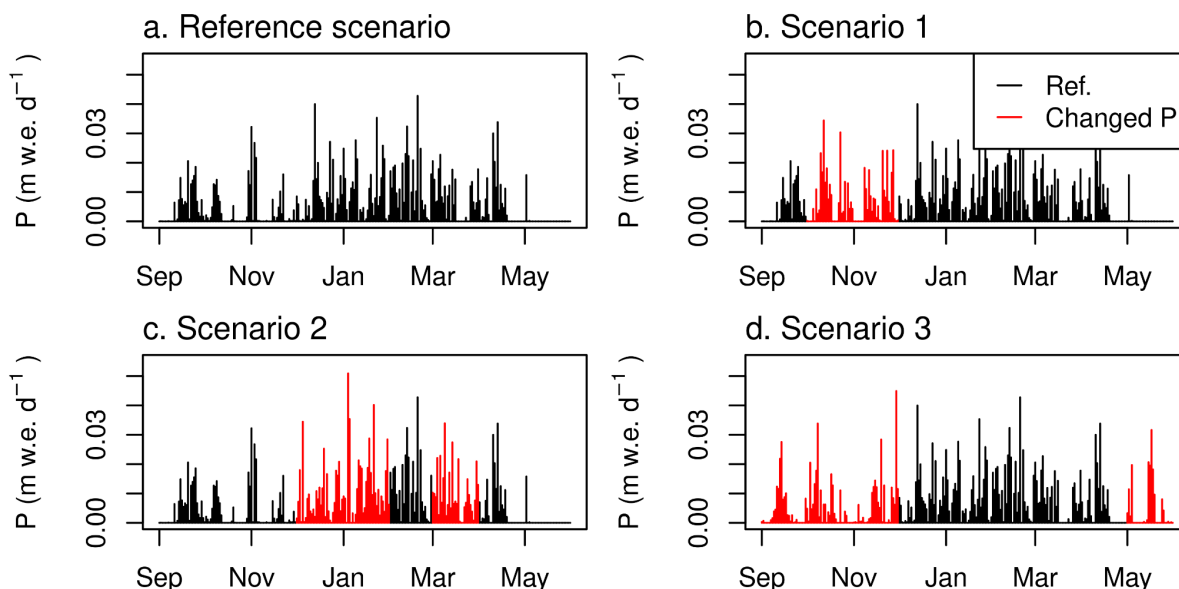 a. Reference scenario
P (m w.e. d−1 )
0.03
0.00
Sep Nov Jan Mar May
b. Scenario 1
P (m w.e. d−1 )
0.03
0.00
Ref.
Changed P
Sep Nov Jan Mar May
c. Scenario 2
P (m w.e. d−1 )
0.03
0.00
Sep Nov Jan Mar May
d. Scenario 3
P (m w.e. d−1 )
0.03
0.00
Sep Nov Jan Mar May